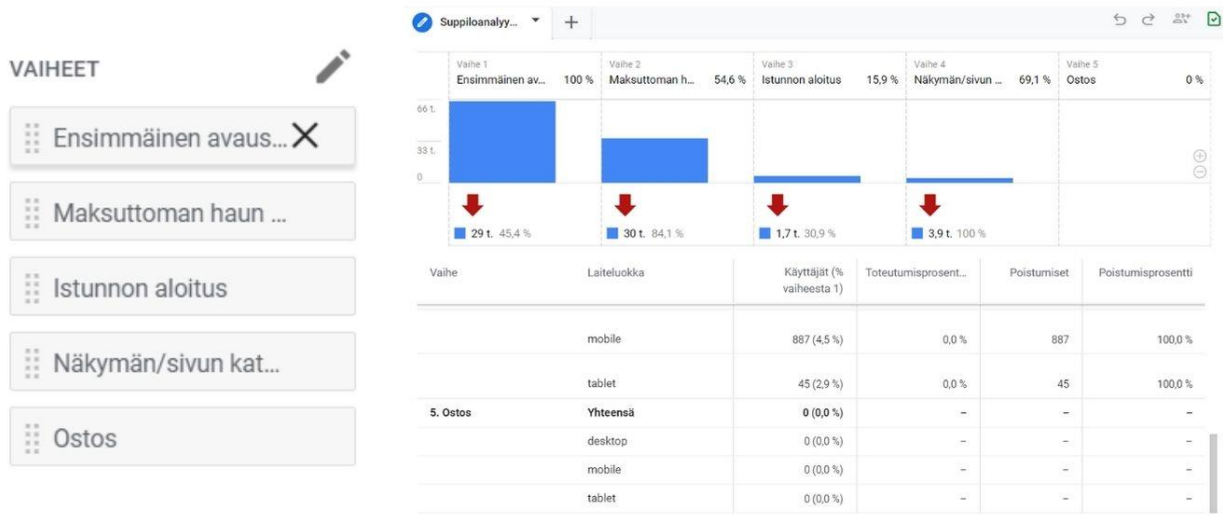 VAIHEET
Ensimmäinen avaus...
Maksuttoman haun ...
Istunnon aloitus
Näkymän/sivun kat...
Ostos
Suppiloanalyy...
Vaihe 1
Ensimmäinen av... 100 %
Vaihe 2
Maksuttoman h... 54,6 %
Vaihe 3
Istunnon aloitus 15,9 %
Vaihe 4
Näkymän/sivun ... 69,1 %
Vaihe 5
Ostos 0 %
66 t.
33 t.
0
29 t. 45,4 %
30 t. 84,1 %
1,7 t. 30,9 %
3,9 t. 100 %
Vaihe Laiteluokka Käyttäjät (% vaiheesta 1) Toteutumisprosent... Poistumiset Poistumisprosentti
mobile 887 (4,5 %) 0,0 % 887 100,0 %
tablet 45 (2,9 %) 0,0 % 45 100,0 %
5. Ostos Yhteensä 0 (0,0 %) – – –
desktop 0 (0,0 %) – – –
mobile 0 (0,0 %) – – –
tablet 0 (0,0 %) – – –